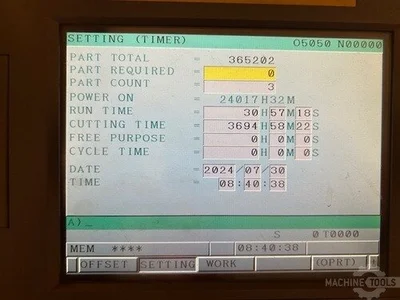 SETTING (TIMER) O5050 N00000
PART TOTAL = 365202
PART REQUIRED = 0
PART COUNT = 3
POWER ON = 24017H32M
RUN TIME = 30H57M18S
CUTTING TIME = 3694H58M22S
FREE PURPOSE = 0H 0M 0S
CYCLE TIME = 0H 0M 0S
DATE = 2024/07/30
TIME = 08:40:38
A)_
S 0T0000
MEM **** 08:40:38
OFFSET SETTING WORK (OPRT)
MACHINE TOOLS